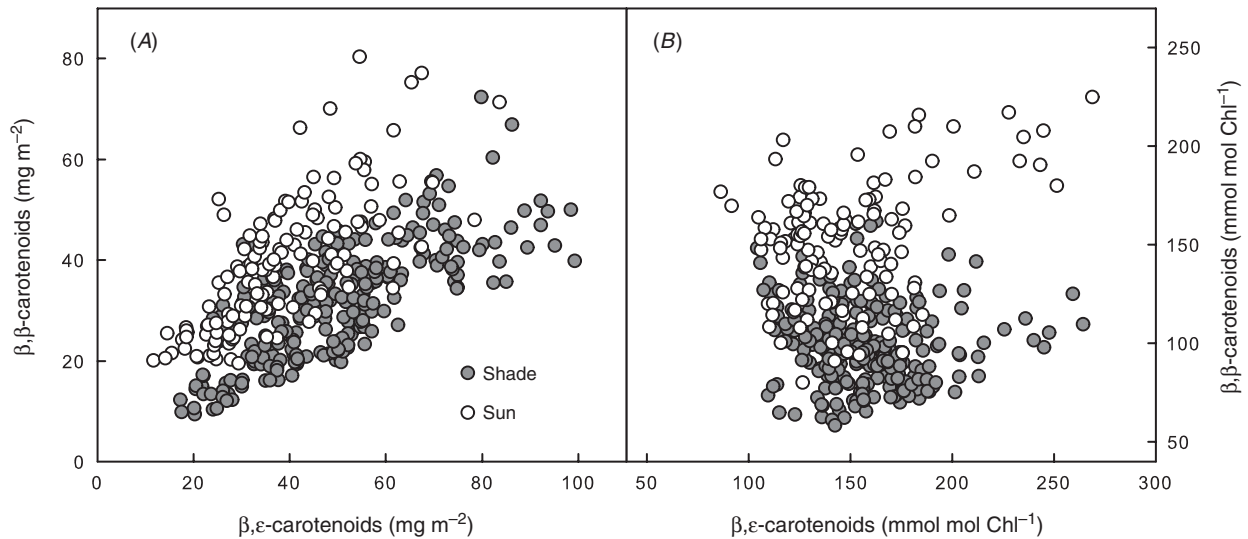 (A)
(B)
80
60
40
20
0
β,β-carotenoids (mg m⁻²)
Shade
Sun
0 20 40 60 80 100
β,ε-carotenoids (mg m⁻²)
50 100 150 200 250 300
β,ε-carotenoids (mmol mol Chl⁻¹)
250
200
150
100
50
β,β-carotenoids (mmol mol Chl⁻¹)